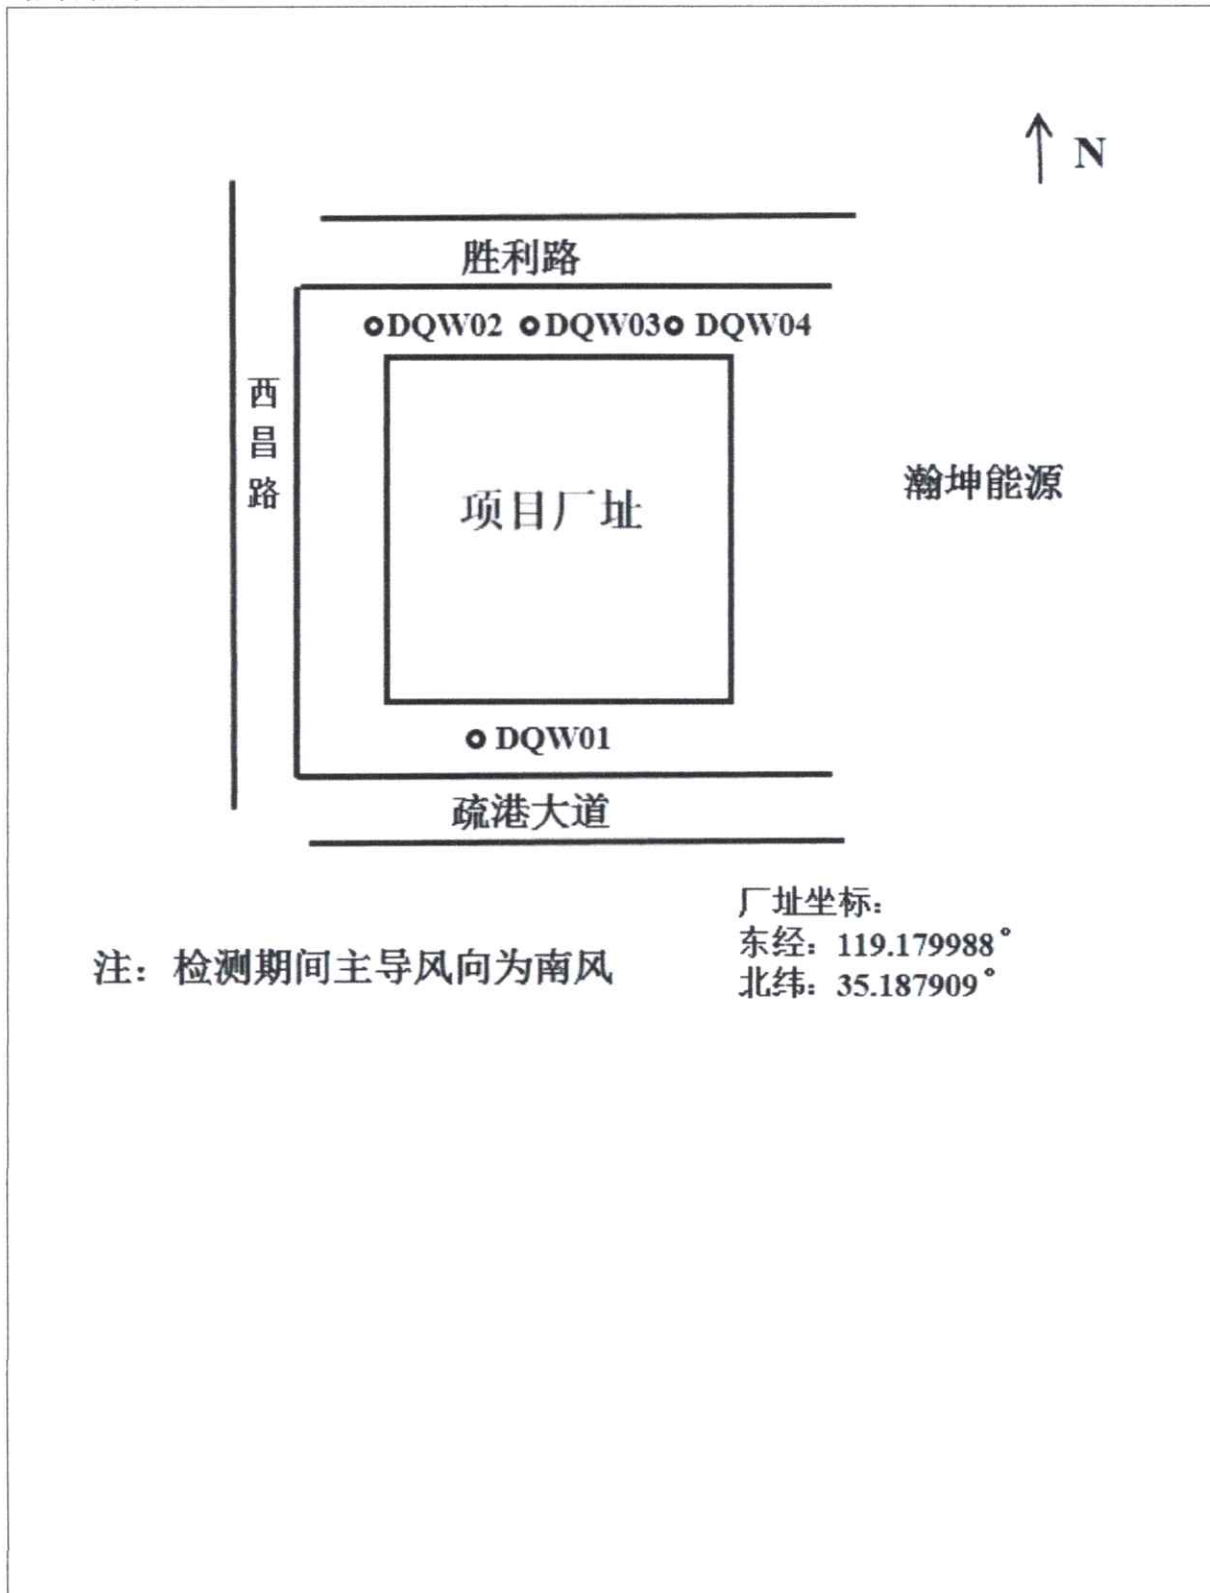 N
胜利路
DQW02 DQW03 DQW04
西昌路
项目厂址
瀚坤能源
DQW01
疏港大道
厂址坐标：
东经：119.179988°
北纬：35.187909°
注：检测期间主导风向为南风